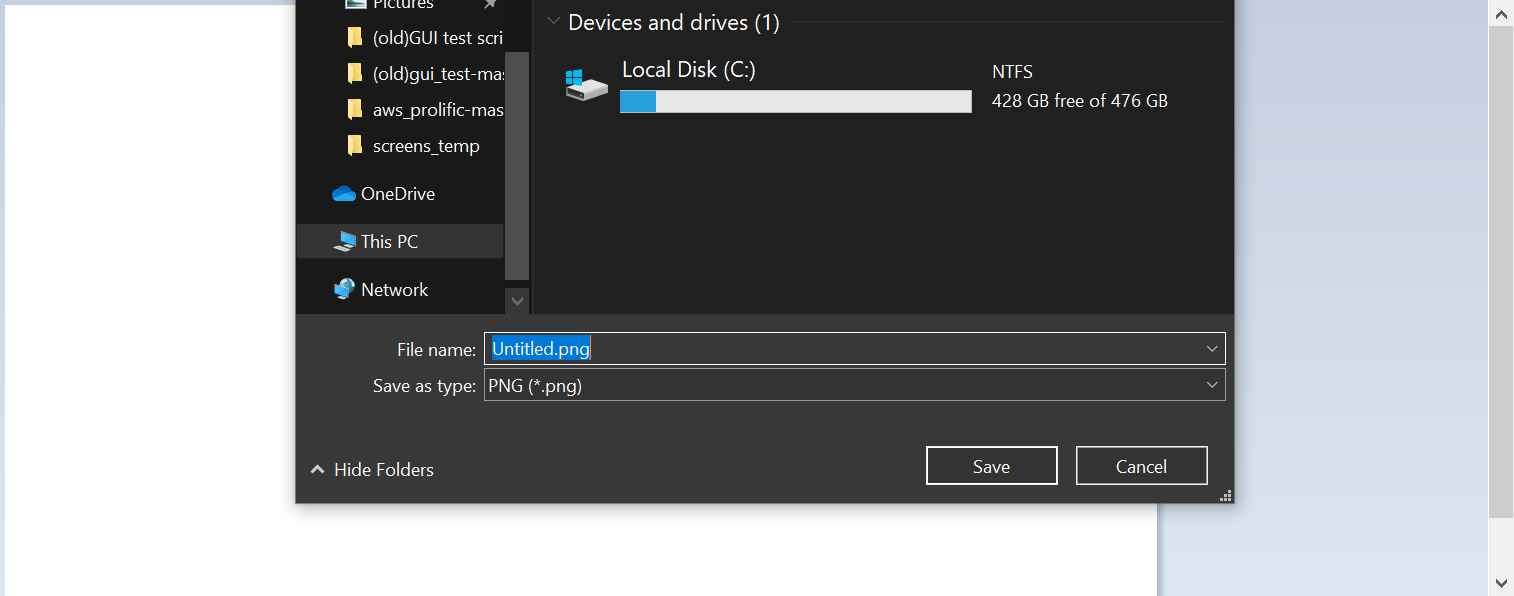 Pictures
(old)GUI test scri
(old)gui_test-mas
aws_prolific-mas
screens_temp
OneDrive
This PC
Network
Devices and drives (1)
Local Disk (C:)
NTFS
428 GB free of 476 GB
File name: Untitled.png
Save as type: PNG (*.png)
Hide Folders
Save
Cancel